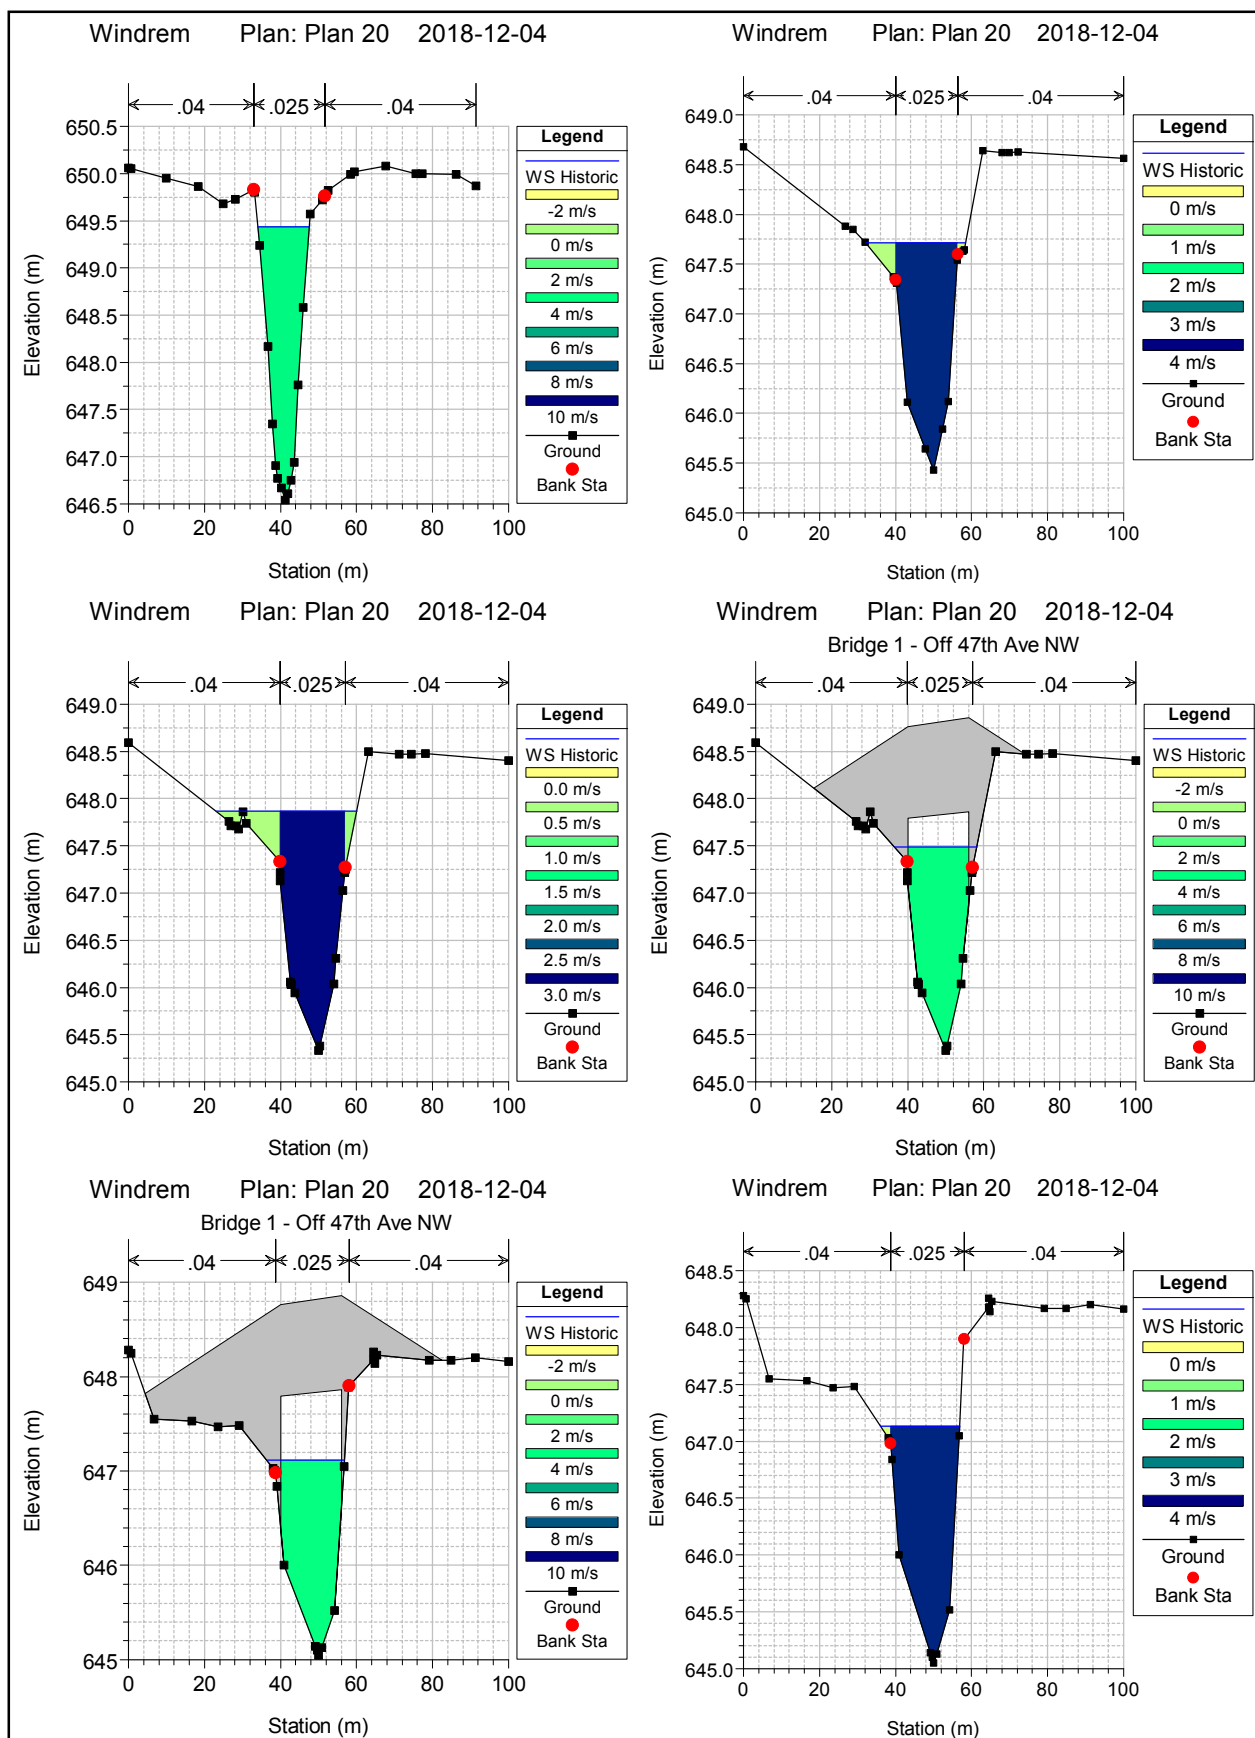 Windrem Plan: Plan 20 2018-12-04
.04 .025 .04
Elevation (m)
650.5
650.0
649.5
649.0
648.5
648.0
647.5
647.0
646.5
0 20 40 60 80 100
Station (m)
Legend
WS Historic
-2 m/s
0 m/s
2 m/s
4 m/s
6 m/s
8 m/s
10 m/s
Ground
Bank Sta
Windrem Plan: Plan 20 2018-12-04
.04 .025 .04
Elevation (m)
649.0
648.5
648.0
647.5
647.0
646.5
646.0
645.5
645.0
0 20 40 60 80 100
Station (m)
Legend
WS Historic
0 m/s
1 m/s
2 m/s
3 m/s
4 m/s
Ground
Bank Sta
Windrem Plan: Plan 20 2018-12-04
.04 .025 .04
Elevation (m)
649.0
648.5
648.0
647.5
647.0
646.5
646.0
645.5
645.0
0 20 40 60 80 100
Station (m)
Legend
WS Historic
0.0 m/s
0.5 m/s
1.0 m/s
1.5 m/s
2.0 m/s
2.5 m/s
3.0 m/s
Ground
Bank Sta
Windrem Plan: Plan 20 2018-12-04
Bridge 1 - Off 47th Ave NW
.04 .025 .04
Elevation (m)
649.0
648.5
648.0
647.5
647.0
646.5
646.0
645.5
645.0
0 20 40 60 80 100
Station (m)
Legend
WS Historic
-2 m/s
0 m/s
2 m/s
4 m/s
6 m/s
8 m/s
10 m/s
Ground
Bank Sta
Windrem Plan: Plan 20 2018-12-04
Bridge 1 - Off 47th Ave NW
.04 .025 .04
Elevation (m)
649
648
647
646
645
0 20 40 60 80 100
Station (m)
Legend
WS Historic
-2 m/s
0 m/s
2 m/s
4 m/s
6 m/s
8 m/s
10 m/s
Ground
Bank Sta
Windrem Plan: Plan 20 2018-12-04
.04 .025 .04
Elevation (m)
648.5
648.0
647.5
647.0
646.5
646.0
645.5
645.0
0 20 40 60 80 100
Station (m)
Legend
WS Historic
0 m/s
1 m/s
2 m/s
3 m/s
4 m/s
Ground
Bank Sta